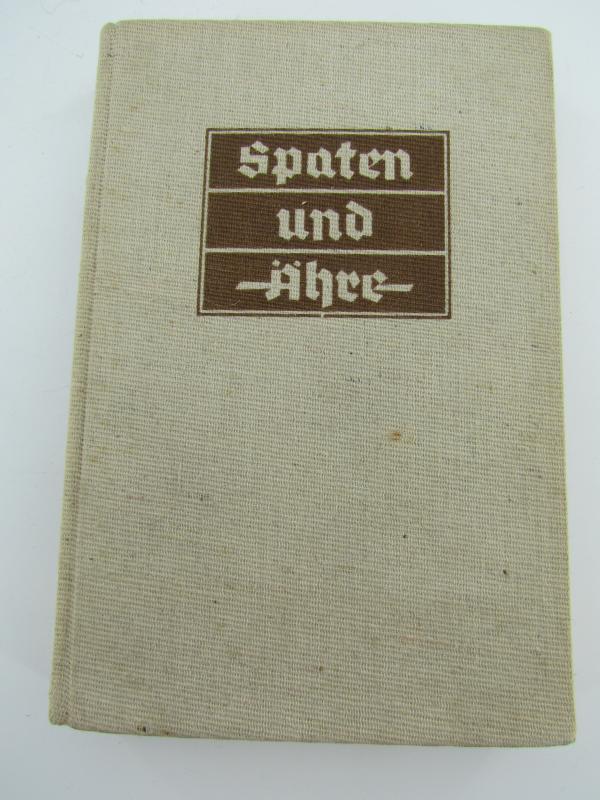 Spaten
und
Ähre